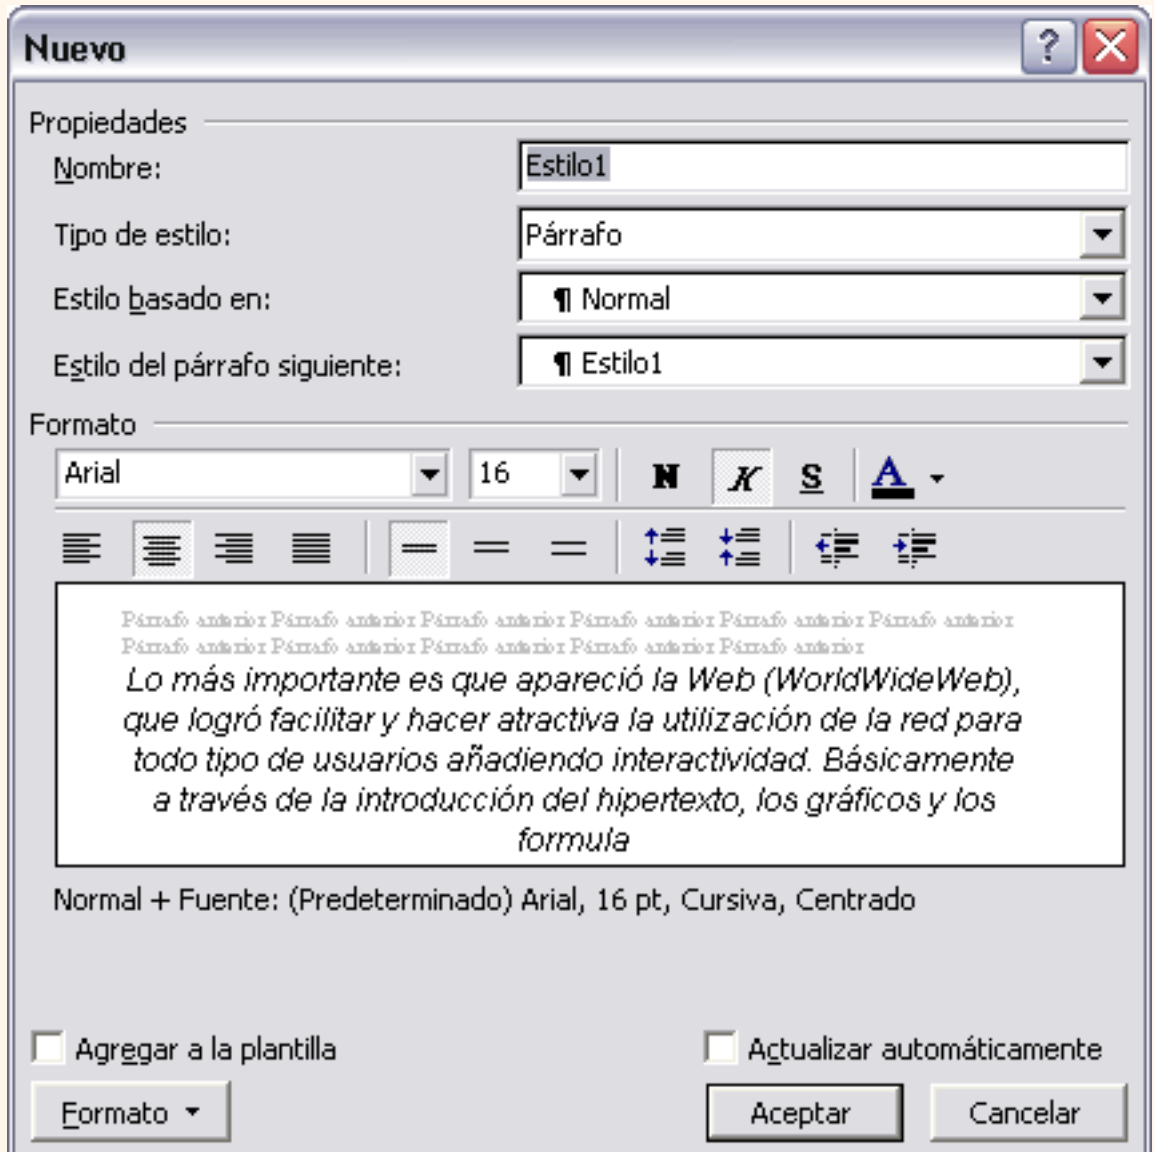 Nuevo
Propiedades
Nombre: Estilo1
Tipo de estilo: Párrafo
Estilo basado en: ¶ Normal
Estilo del párrafo siguiente: ¶ Estilo1
Formato
Arial 16 N K S A
Párrafo anterior Párrafo anterior Párrafo anterior Párrafo anterior Párrafo anterior Párrafo anterior
Párrafo anterior Párrafo anterior Párrafo anterior Párrafo anterior Párrafo anterior
Lo más importante es que apareció la Web (WorldWideWeb),
que logró facilitar y hacer atractiva la utilización de la red para
todo tipo de usuarios añadiendo interactividad. Básicamente
a través de la introducción del hipertexto, los gráficos y los
formula
Normal + Fuente: (Predeterminado) Arial, 16 pt, Cursiva, Centrado
Agregar a la plantilla Actualizar automáticamente
Formato Aceptar Cancelar